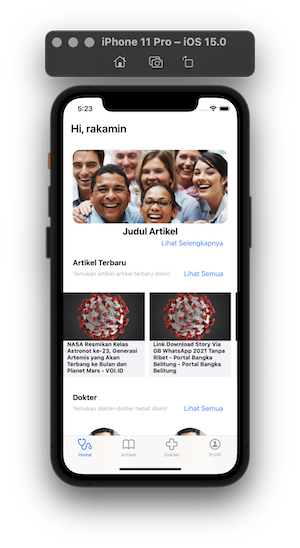 iPhone 11 Pro – iOS 15.0
5:23
Hi, rakamin
Judul Artikel
Lihat Selengkapnya
Artikel Terbaru
Temukan artikel-artikel terbaru disini!
Lihat Semua
NASA Resmikan Kelas
Astronot ke-23, Generasi
Artemis yang Akan
Terbang ke Bulan dan
Planet Mars - VOI.ID
Link Download Story Via
GB WhatsApp 2021 Tanpa
Ribet - Portal Bangka
Belitung - Portal Bangka
Belitung
Dokter
Temukan dokter-dokter hebat disini!
Lihat Semua
Home
Artikel
Dokter
Profil